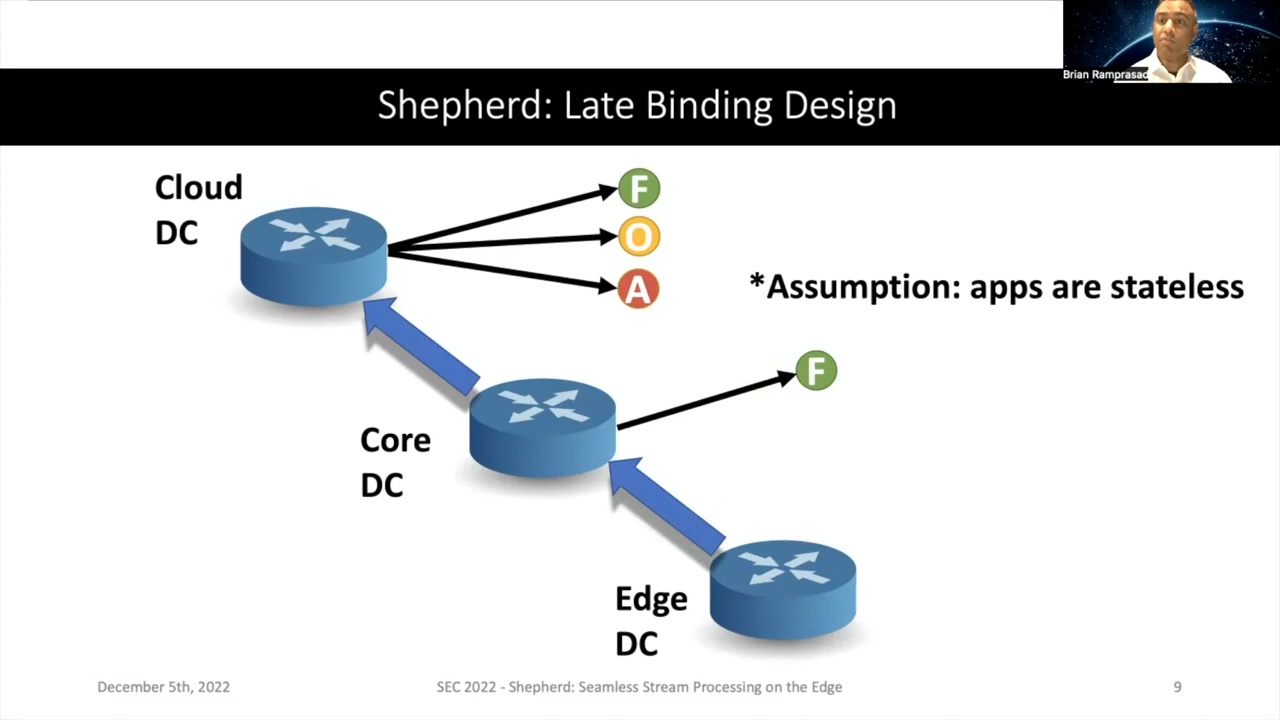 Brian Ramprasad
Shepherd: Late Binding Design
Cloud
DC
F
O
A
*Assumption: apps are stateless
F
Core
DC
Edge
DC
December 5th, 2022
SEC 2022 - Shepherd: Seamless Stream Processing on the Edge
9